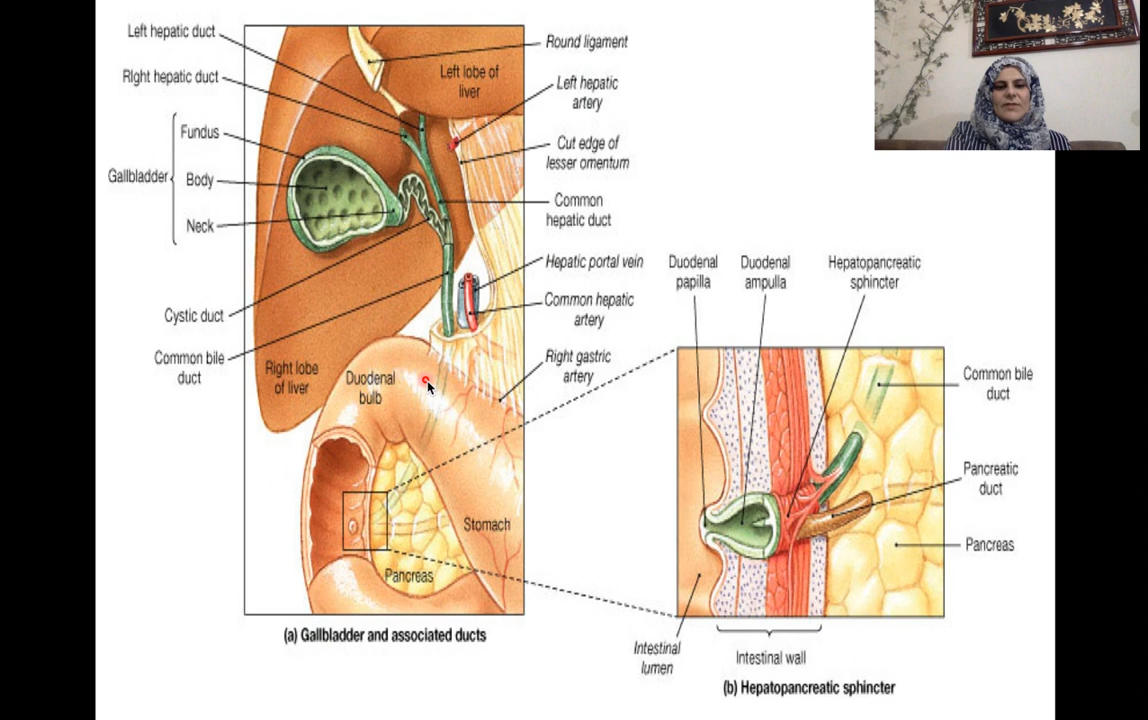 Left hepatic duct
RIght hepatic duct
Fundus
Gallbladder
Body
Neck
Cystic duct
Common bile
duct
Round ligament
Left lobe of
liver
Left hepatic
artery
Cut edge of
lesser omentum
Common
hepatic duct
Hepatic portal vein
Common hepatic
artery
Right gastric
artery
Right lobe
of liver
Duodenal
bulb
Stomach
Pancreas
(a) Gallbladder and associated ducts
Duodenal
papilla
Duodenal
ampulla
Hepatopancreatic
sphincter
Common bile
duct
Pancreatic
duct
Pancreas
Intestinal
lumen
Intestinal wall
(b) Hepatopancreatic sphincter